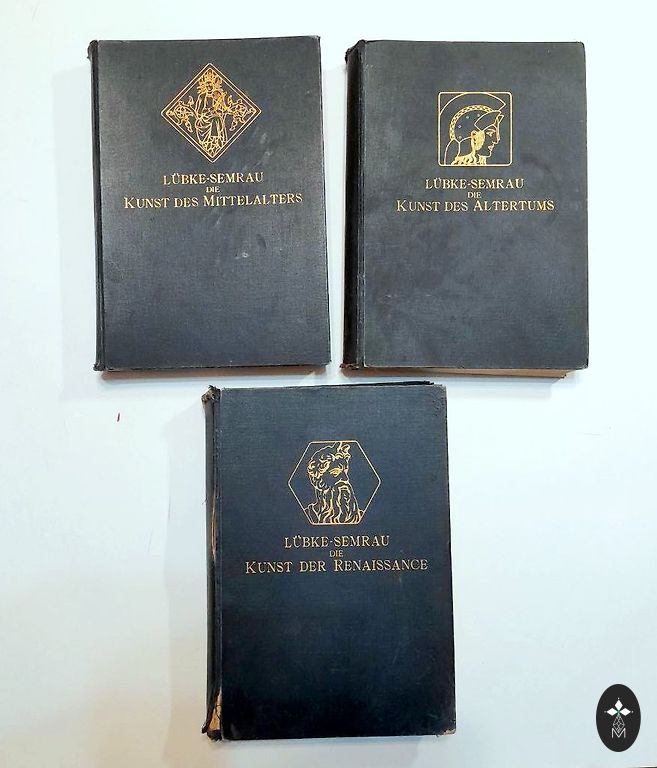 LÜBKE-SEMRAU
DIE
KUNST DES MITTELALTERS
LÜBKE-SEMRAU
DIE
KUNST DES ALTERTUMS
LÜBKE-SEMRAU
DIE
KUNST DER RENAISSANCE
M